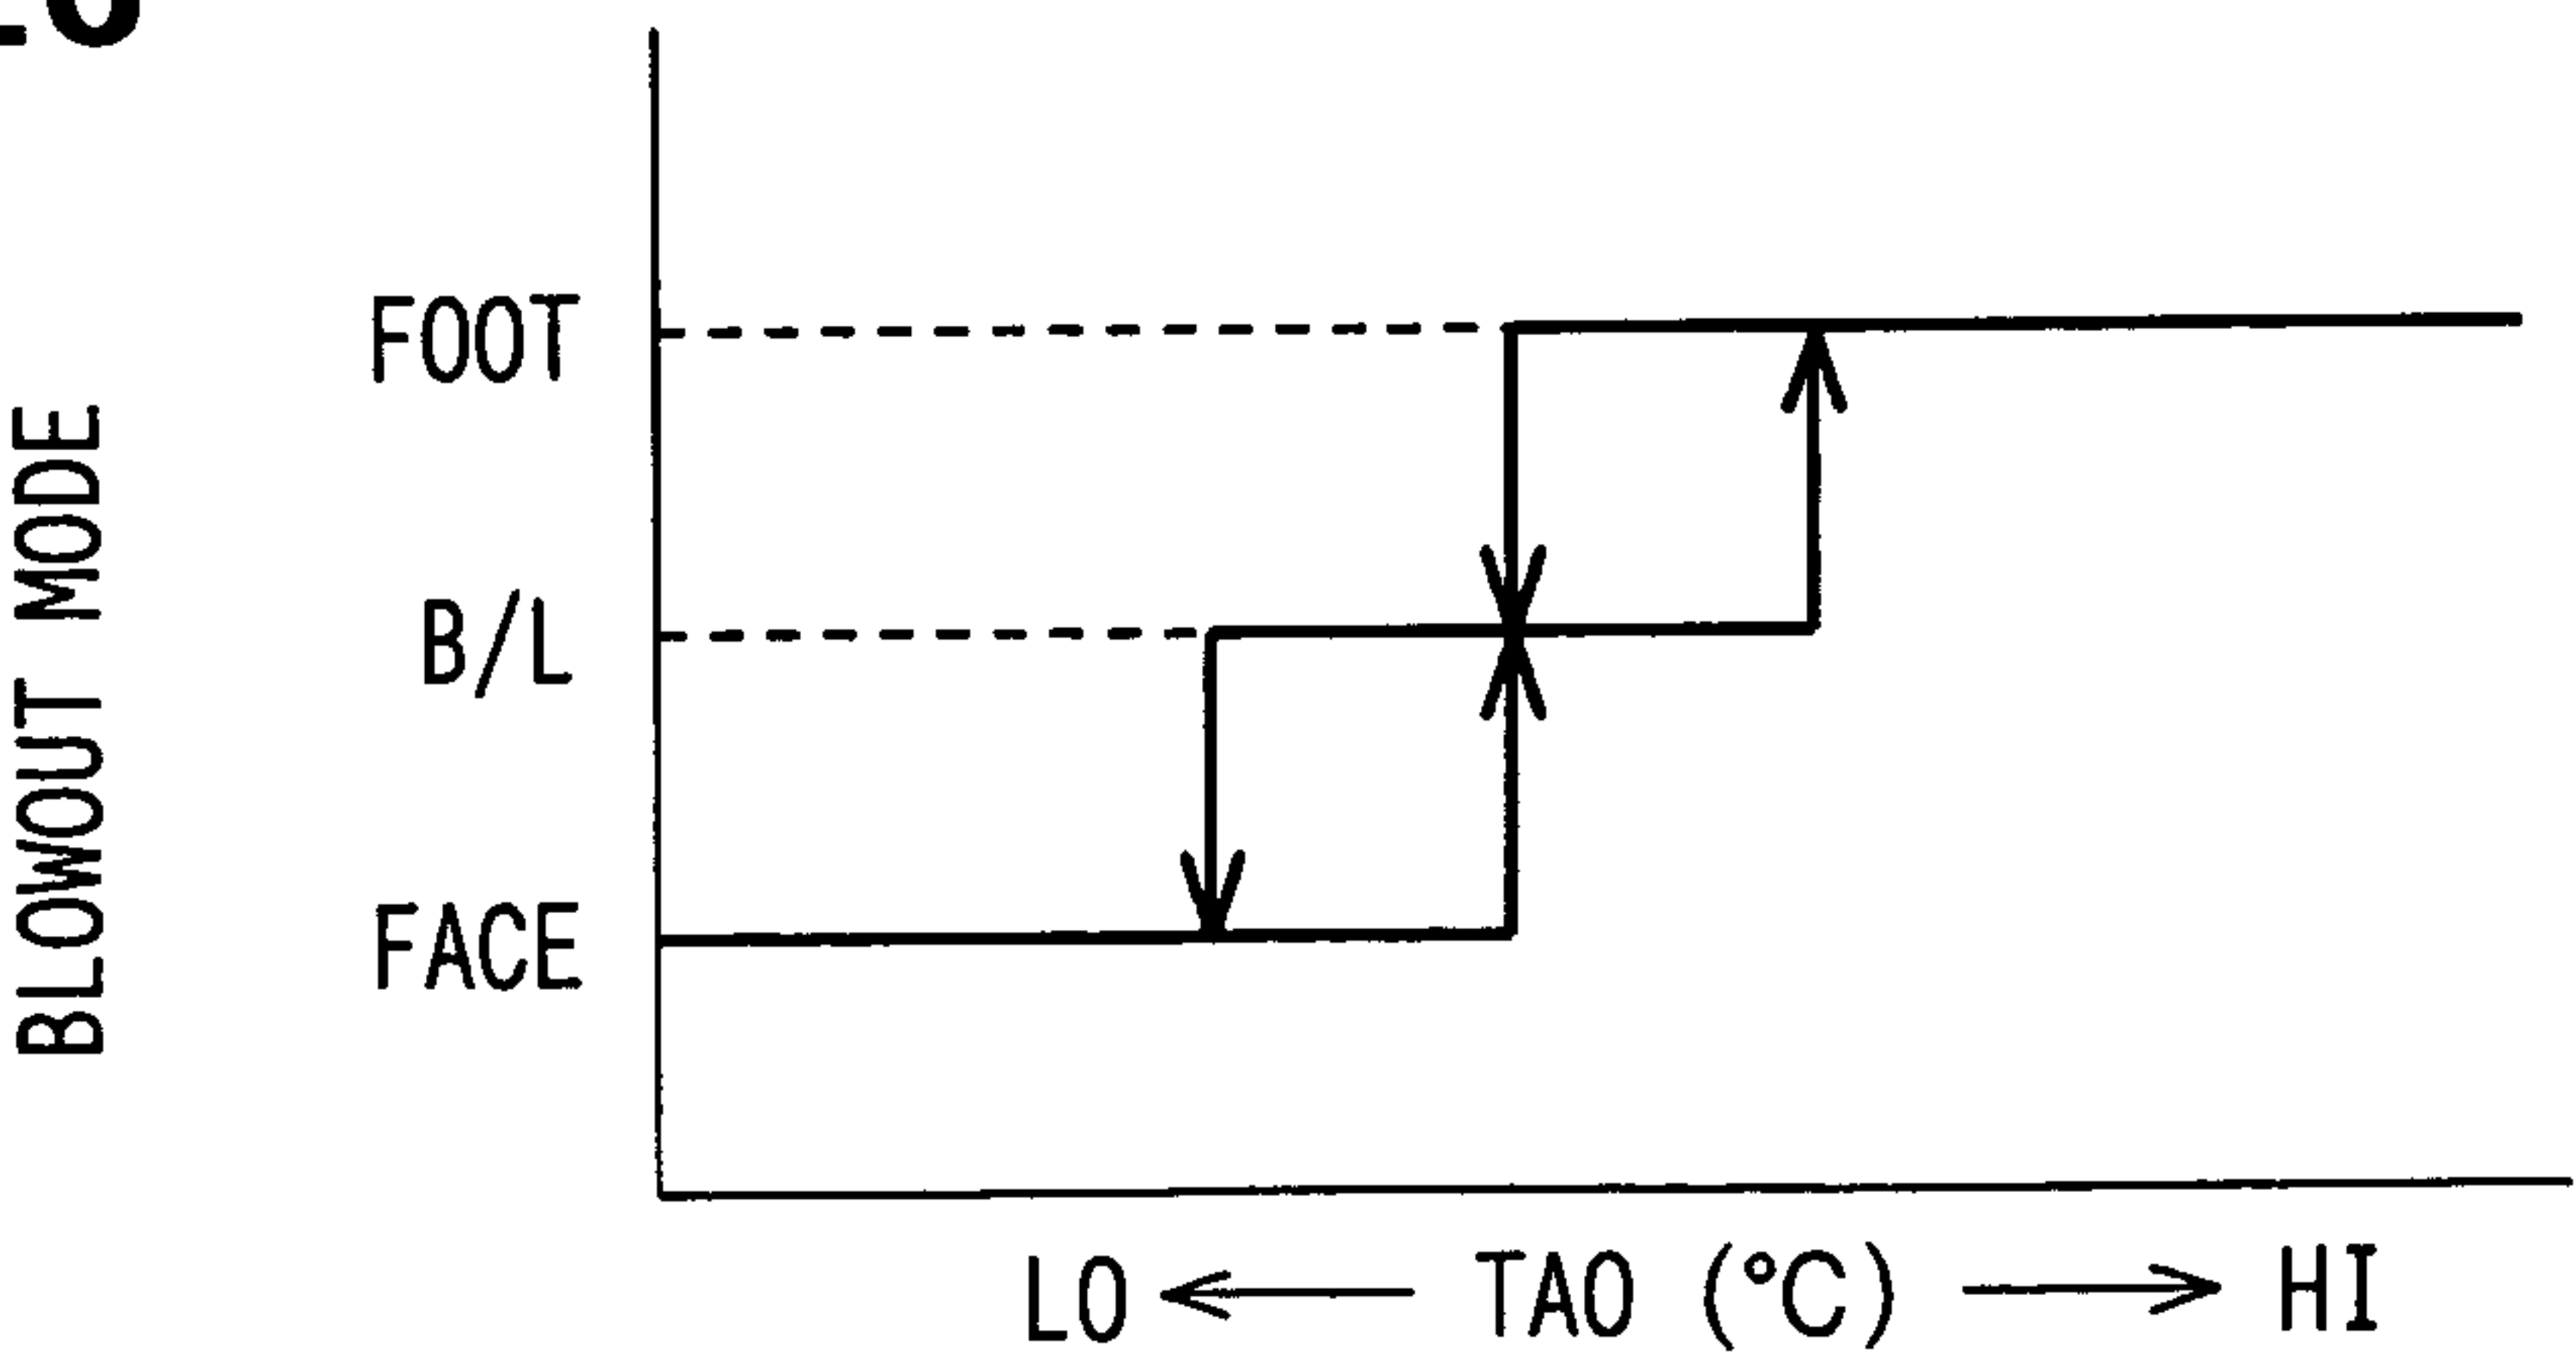 FOOT
B/L
FACE
BLOWOUT MODE
LO ← TAO (°C) → HI